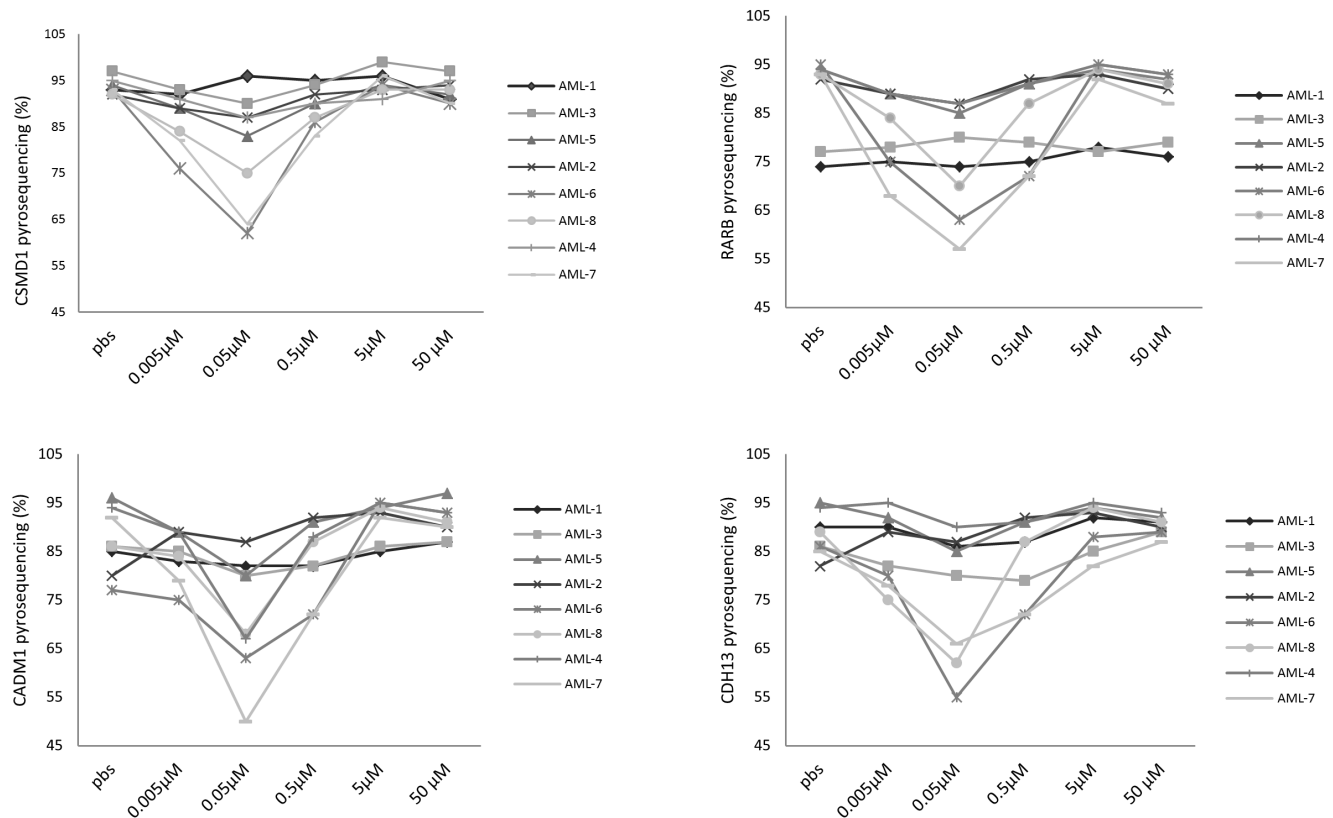 CSMD1 pyrosequencing (%)
105
95
85
75
65
55
45
pbs
0.005µM
0.05µM
0.5µM
5µM
50 µM
AML-1
AML-3
AML-5
AML-2
AML-6
AML-8
AML-4
AML-7
RARB pyrosequencing (%)
105
95
85
75
65
55
45
pbs
0.005µM
0.05µM
0.5µM
5µM
50 µM
AML-1
AML-3
AML-5
AML-2
AML-6
AML-8
AML-4
AML-7
CADM1 pyrosequencing (%)
105
95
85
75
65
55
45
pbs
0.005µM
0.05µM
0.5µM
5µM
50 µM
AML-1
AML-3
AML-5
AML-2
AML-6
AML-8
AML-4
AML-7
CDH13 pyrosequencing (%)
105
95
85
75
65
55
45
pbs
0.005µM
0.05µM
0.5µM
5µM
50 µM
AML-1
AML-3
AML-5
AML-2
AML-6
AML-8
AML-4
AML-7